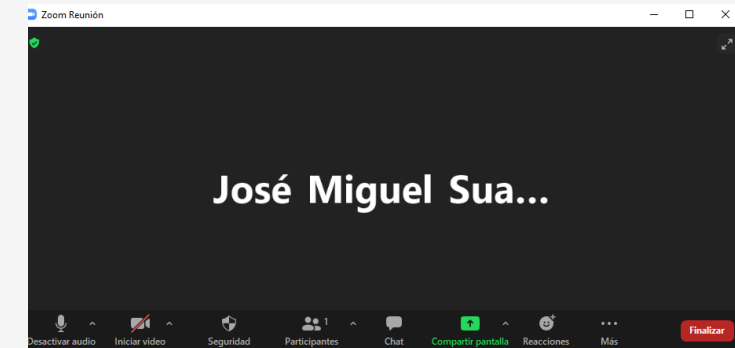 Zoom Reunión
José Miguel Sua...
1
Desactivar audio Iniciar video Seguridad Participantes Chat Compartir pantalla Reacciones Más Finalizar